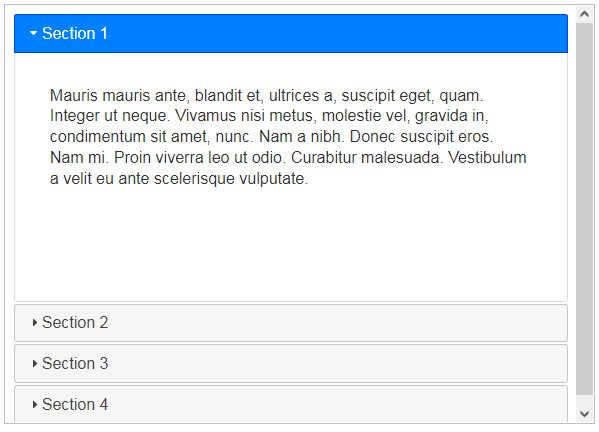 Section 1
Mauris mauris ante, blandit et, ultrices a, suscipit eget, quam.
Integer ut neque. Vivamus nisi metus, molestie vel, gravida in,
condimentum sit amet, nunc. Nam a nibh. Donec suscipit eros.
Nam mi. Proin viverra leo ut odio. Curabitur malesuada. Vestibulum
a velit eu ante scelerisque vulputate.
Section 2
Section 3
Section 4